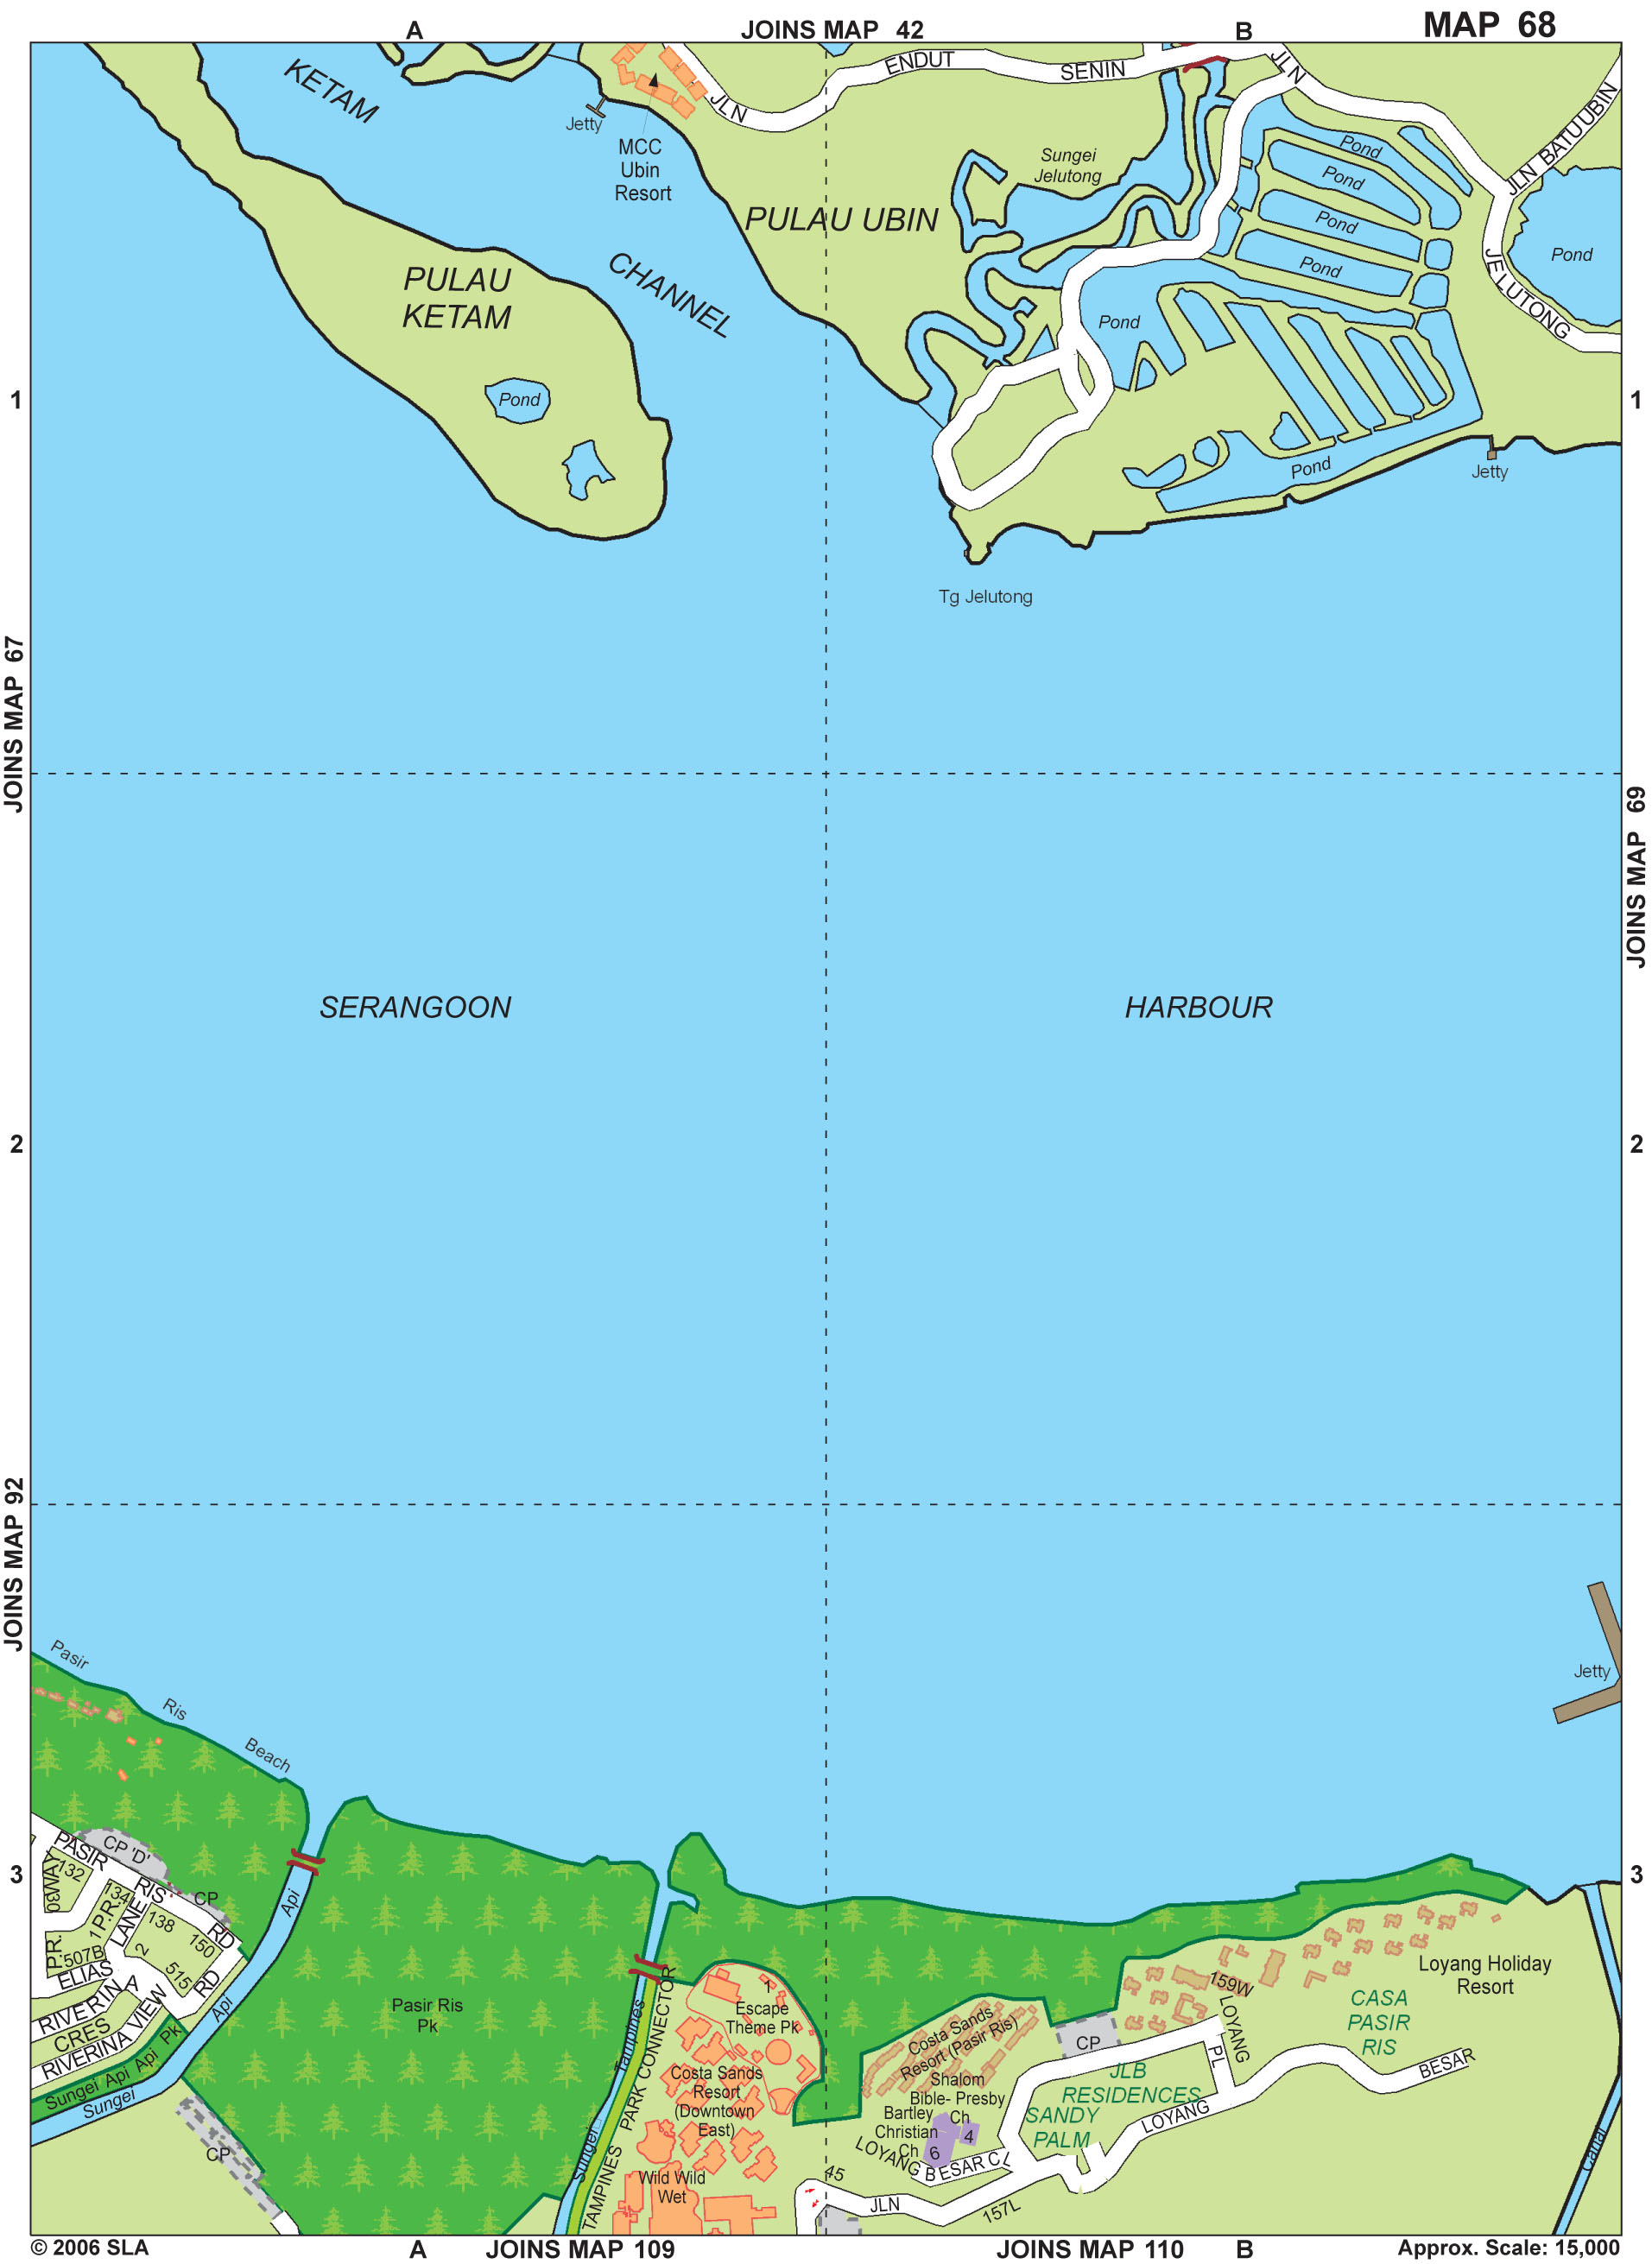 A
JOINS MAP 42
B
MAP 68
KETAM
CHANNEL
Jetty
MCC
Ubin
Resort
JLN
ENDUT
SENIN
JLN
JLN BATU UBIN
JELUTONG
Sungei
Jelutong
PULAU UBIN
PULAU
KETAM
Pond
Pond
Pond
Pond
Pond
Pond
Pond
Pond
Jetty
Tg Jelutong
1
1
JOINS MAP 67
JOINS MAP 69
SERANGOON
HARBOUR
2
2
JOINS MAP 92
Jetty
Pasir
Ris
Beach
3
3
PASIR
RIS
RD
CP 'D'
CP
132
134
138
150
515
2
507B
LANE
ELIAS
RD
RIVERINA
CRES
RIVERINA VIEW
Sungei Api Api Pk
Sungei
Api
Api
CP
Pasir Ris
Pk
Sungei
Tampines
TAMPINES PARK CONNECTOR
1
Escape
Theme Pk
Costa Sands
Resort
(Downtown
East)
Wild Wild
Wet
Costa Sands
Resort (Pasir Ris)
Shalom
Bible- Presby
Ch
Bartley
Christian
Ch
4
6
LOYANG BESAR CL
45
JLN
157L
LOYANG
BESAR
CP
JLB
RESIDENCES
SANDY
PALM
159W
LOYANG
PL
CASA
PASIR
RIS
Loyang Holiday
Resort
Canal
© 2006 SLA
A
JOINS MAP 109
JOINS MAP 110
B
Approx. Scale: 15,000